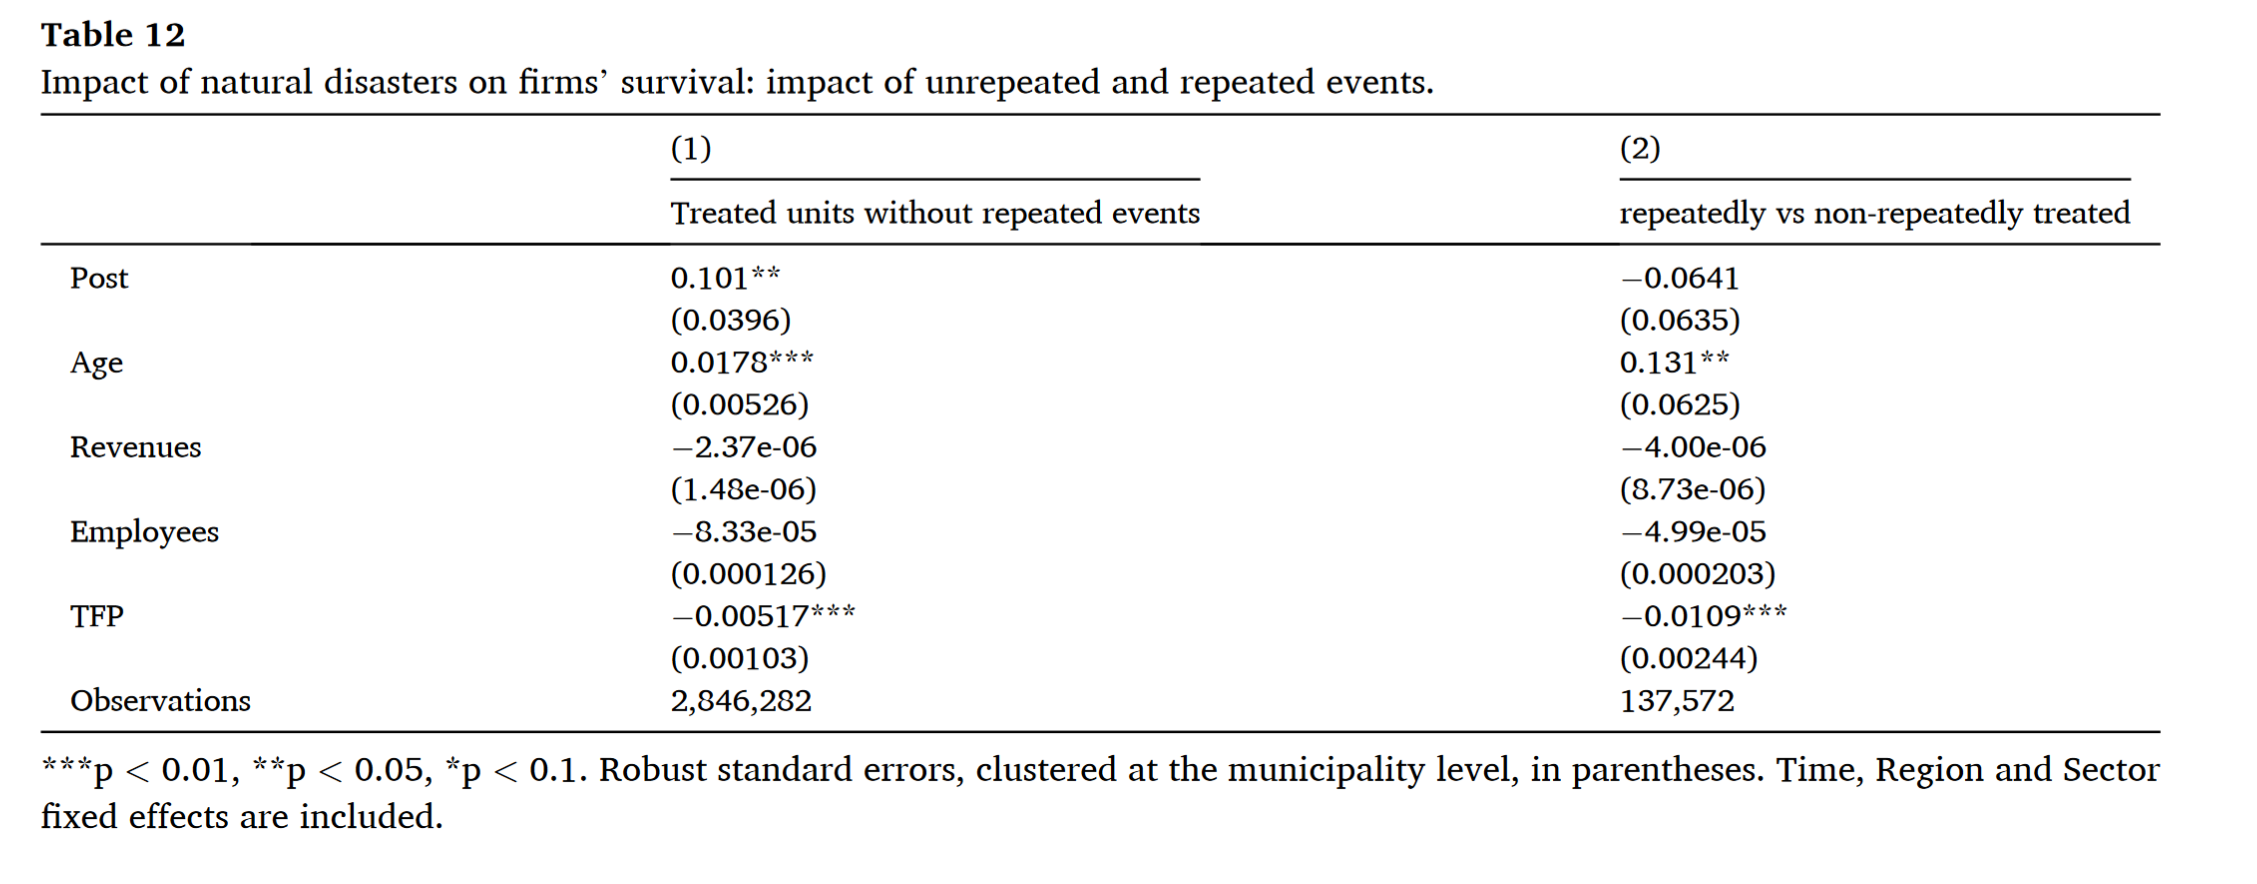 Table 12
Impact of natural disasters on firms’ survival: impact of unrepeated and repeated events.
(1) (2)
Treated units without repeated events repeatedly vs non-repeatedly treated
Post 0.101** −0.0641
(0.0396) (0.0635)
Age 0.0178*** 0.131**
(0.00526) (0.0625)
Revenues −2.37e-06 −4.00e-06
(1.48e-06) (8.73e-06)
Employees −8.33e-05 −4.99e-05
(0.000126) (0.000203)
TFP −0.00517*** −0.0109***
(0.00103) (0.00244)
Observations 2,846,282 137,572
***p < 0.01, **p < 0.05, *p < 0.1. Robust standard errors, clustered at the municipality level, in parentheses. Time, Region and Sector
fixed effects are included.